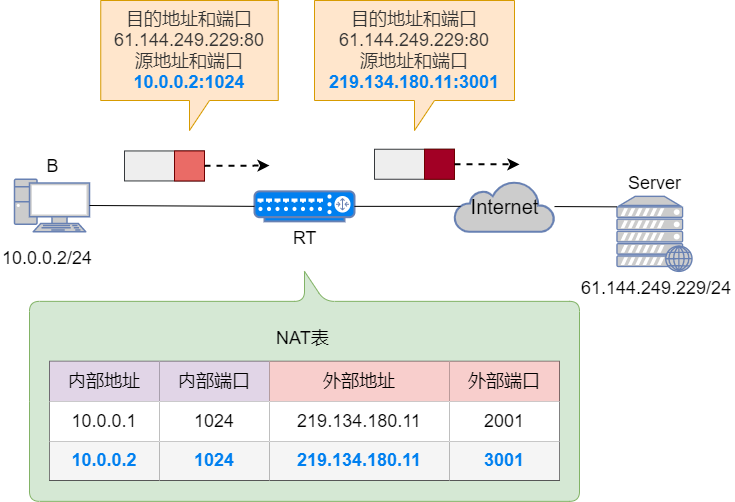 目的地址和端口
61.144.249.229:80
源地址和端口
10.0.0.2:1024
目的地址和端口
61.144.249.229:80
源地址和端口
219.134.180.11:3001
B
10.0.0.2/24
RT
Internet
Server
61.144.249.229/24
NAT表
内部地址 内部端口 外部地址 外部端口
10.0.0.1 1024 219.134.180.11 2001
10.0.0.2 1024 219.134.180.11 3001